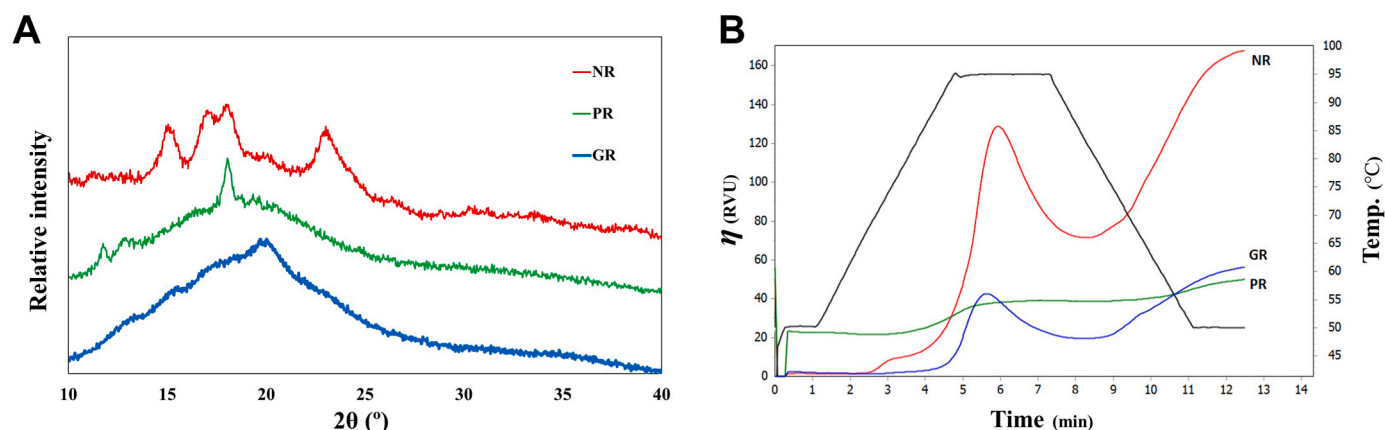 A
Relative intensity
NR
PR
GR
10 15 20 25 30 35 40
2θ (º)
B
η (RVU)
160
140
120
100
80
60
40
20
0
NR
GR
PR
100
95
90
85
80
75
70
65
60
55
50
45
Temp. (°C)
0 1 2 3 4 5 6 7 8 9 10 11 12 13 14
Time (min)